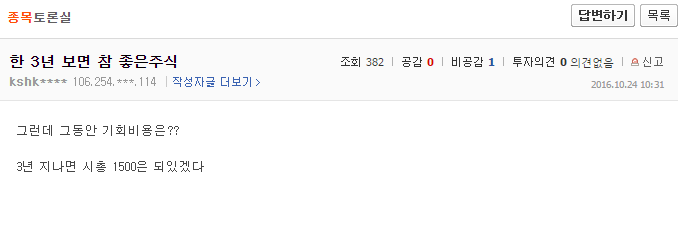 종목토론실
답변하기 목록
한 3년 보면 참 좋은주식
조회 382 공감 0 비공감 1 투자의견 0 의견없음 신고
kshk**** 106.254.***.114 작성자글 더보기 >
2016.10.24 10:31
그런데 그동안 기회비용은??
3년 지나면 시총 1500은 되있겠다